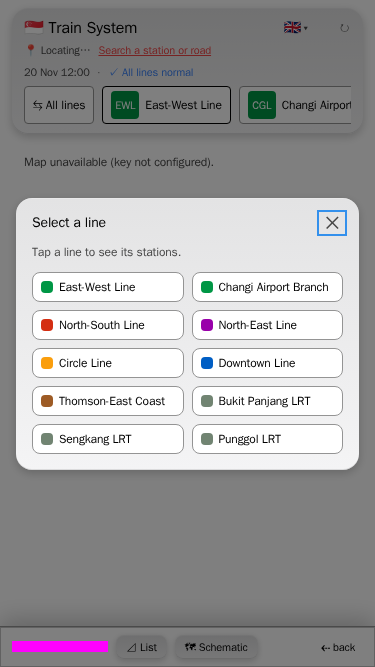 🇸🇬 Train System 🇬🇧 ▾ ↻
📍 Locating… Search a station or road
20 Nov 12:00 · ✓ All lines normal
⇆ All lines EWL East-West Line CGL Changi Airport
Map unavailable (key not configured).
Select a line
Tap a line to see its stations.
East-West Line Changi Airport Branch
North-South Line North-East Line
Circle Line Downtown Line
Thomson-East Coast Bukit Panjang LRT
Sengkang LRT Punggol LRT
List 🗺 Schematic ← back